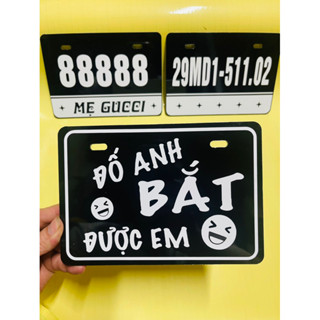 88888
MẸ GUCCI
29MD1-511.02
ĐỐ ANH
BẮT
ĐƯỢC EM